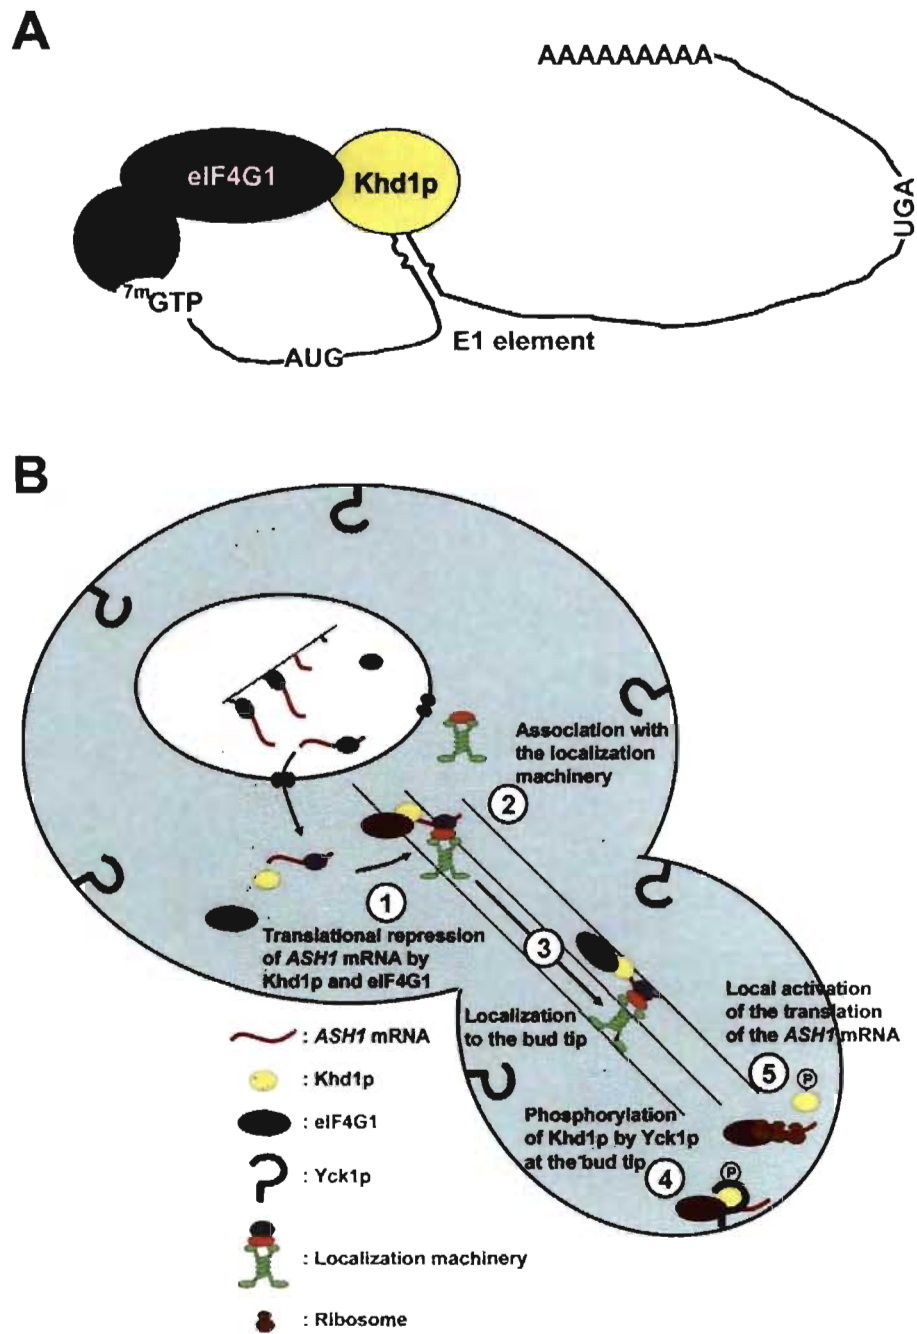 A
AAAAAAAAA
eIF4G1
Khd1p
UGA
7mGTP
AUG
E1 element
B
Association with
the localization
machinery
2
1
Translational repression
of ASH1 mRNA by
Khd1p and eIF4G1
3
Localization
to the bud tip
Local activation
of the translation
of the ASH1 mRNA
5
P
Phosphorylation
of Khd1p by Yck1p
at the bud tip
4
P
: ASH1 mRNA
: Khd1p
: eIF4G1
: Yck1p
: Localization machinery
: Ribosome